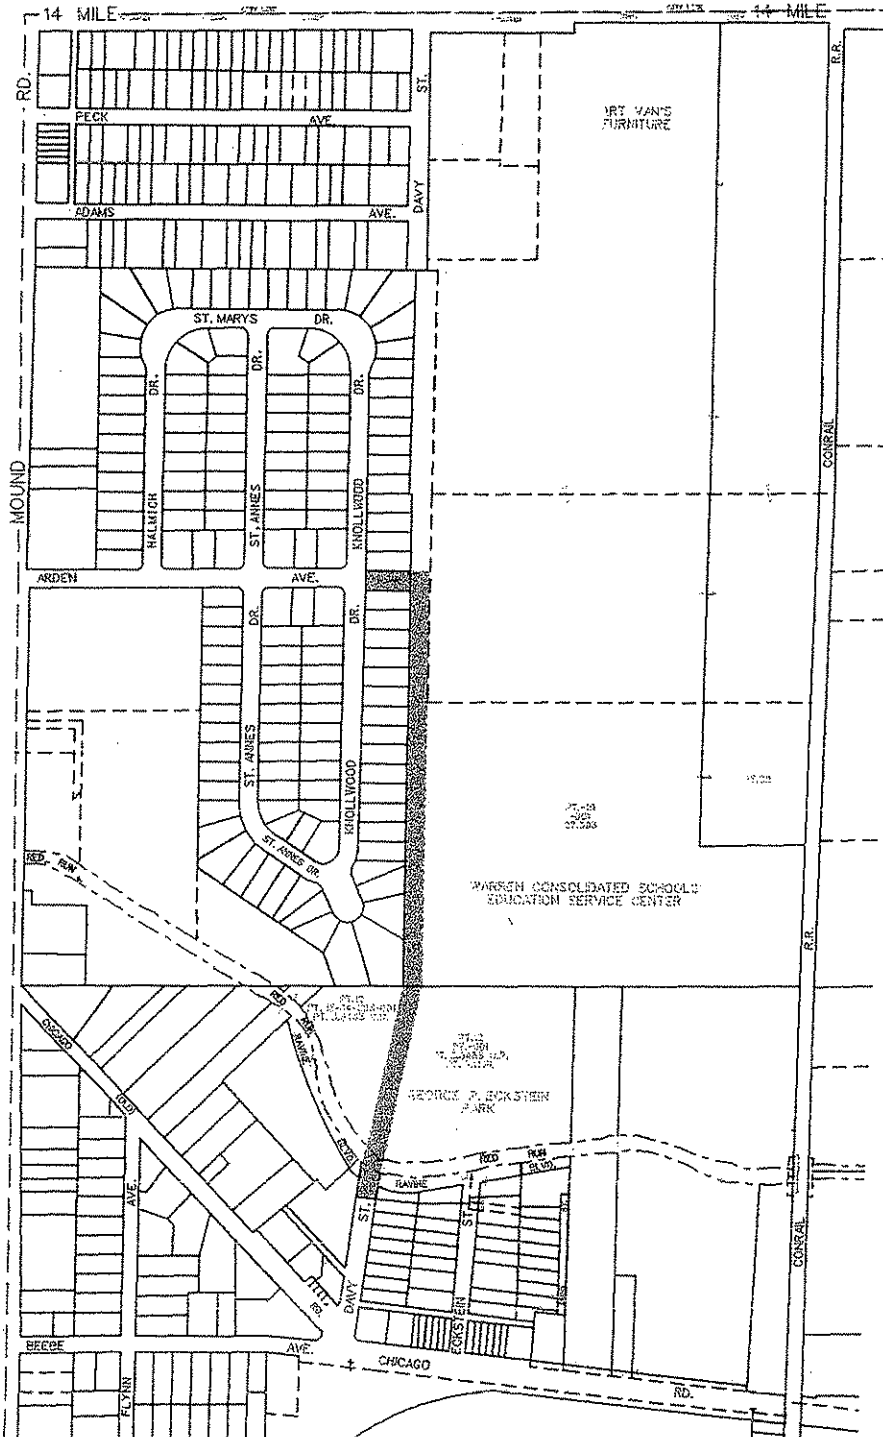 14 MILE
14 MILE
RD.
ST.
R.R.
PECK
AVE.
FURNITURE
ADAMS
AVE.
DAVY
ST. MARYS
DR.
DR.
DR.
DR.
CONRAIL
MOUND
HALMICH
ST. ANNES
KNOLLWOOD
ARDEN
AVE.
DR.
DR.
ST. ANNES
KNOLLWOOD
ST. ANNES DR.
RED
RUN
WARREN CONSOLIDATED SCHOOLS
EDUCATION SERVICE CENTER
R.R.
RED
RUN
RAVINE
CHICAGO
(OLD)
GEORGE P. ECKSTEIN
PARK
BLVD.
RED
RUN
BLVD.
RAVINE
AVE.
ST.
ST.
CONRAIL
RD.
DAVY
ECKSTEIN
BEEBE
AVE.
CHICAGO
RD.
FLYNN